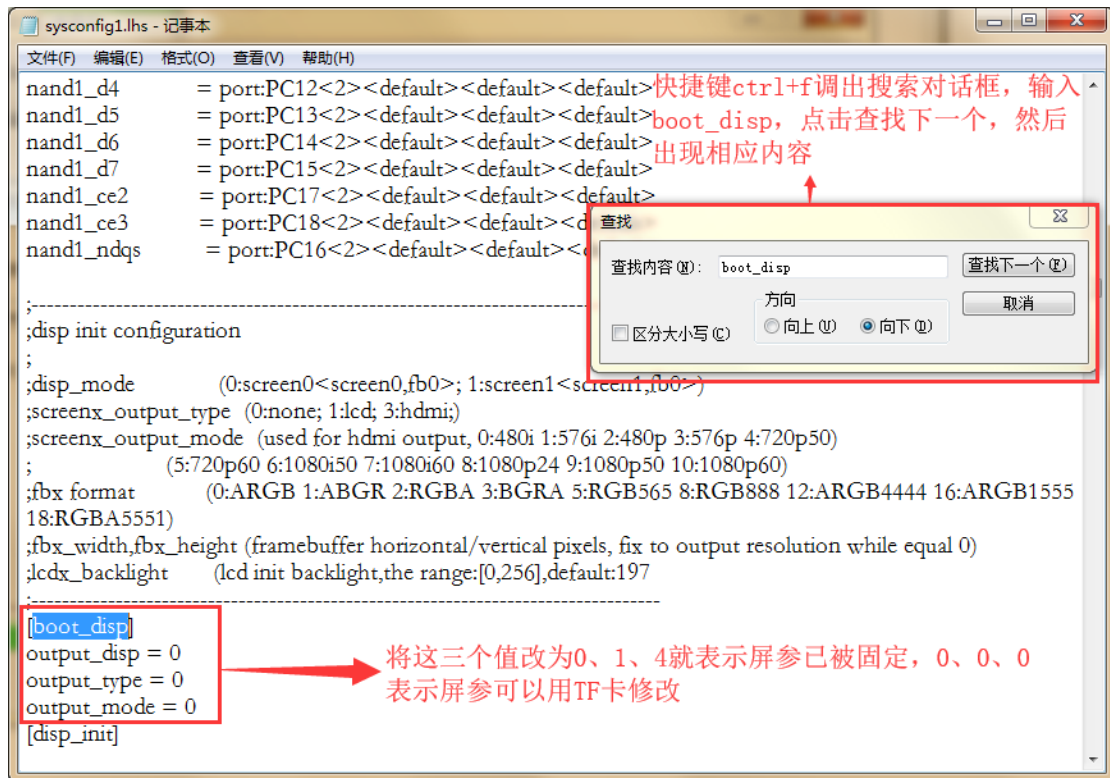 sysconfig1.lhs - 记事本
文件(F) 编辑(E) 格式(O) 查看(V) 帮助(H)
nand1_d4 = port:PC12<2><default><default><default>
nand1_d5 = port:PC13<2><default><default><default>
nand1_d6 = port:PC14<2><default><default><default>
nand1_d7 = port:PC15<2><default><default><default>
nand1_ce2 = port:PC17<2><default><default><default>
nand1_ce3 = port:PC18<2><default><default><d
nand1_ndqs = port:PC16<2><default><default><
快捷键ctrl+f调出搜索对话框，输入
boot_disp，点击查找下一个，然后
出现相应内容
查找
查找内容(N): boot_disp
查找下一个(F)
方向
取消
区分大小写(C)
向上(U) 向下(D)
;--------------------------------------------------------------------------------
;disp init configuration
;
;disp_mode (0:screen0<screen0,fb0>; 1:screen1<screen1,fb0>)
;screenx_output_type (0:none; 1:lcd; 3:hdmi;)
;screenx_output_mode (used for hdmi output, 0:480i 1:576i 2:480p 3:576p 4:720p50)
; (5:720p60 6:1080i50 7:1080i60 8:1080p24 9:1080p50 10:1080p60)
;fbx format (0:ARGB 1:ABGR 2:RGBA 3:BGRA 5:RGB565 8:RGB888 12:ARGB4444 16:ARGB1555
18:RGBA5551)
;fbx_width,fbx_height (framebuffer horizontal/vertical pixels, fix to output resolution while equal 0)
;lcdx_backlight (lcd init backlight,the range:[0,256],default:197
;--------------------------------------------------------------------------------
[boot_disp]
output_disp = 0
output_type = 0
output_mode = 0
[disp_init]
将这三个值改为0、1、4就表示屏参已被固定，0、0、0
表示屏参可以用TF卡修改